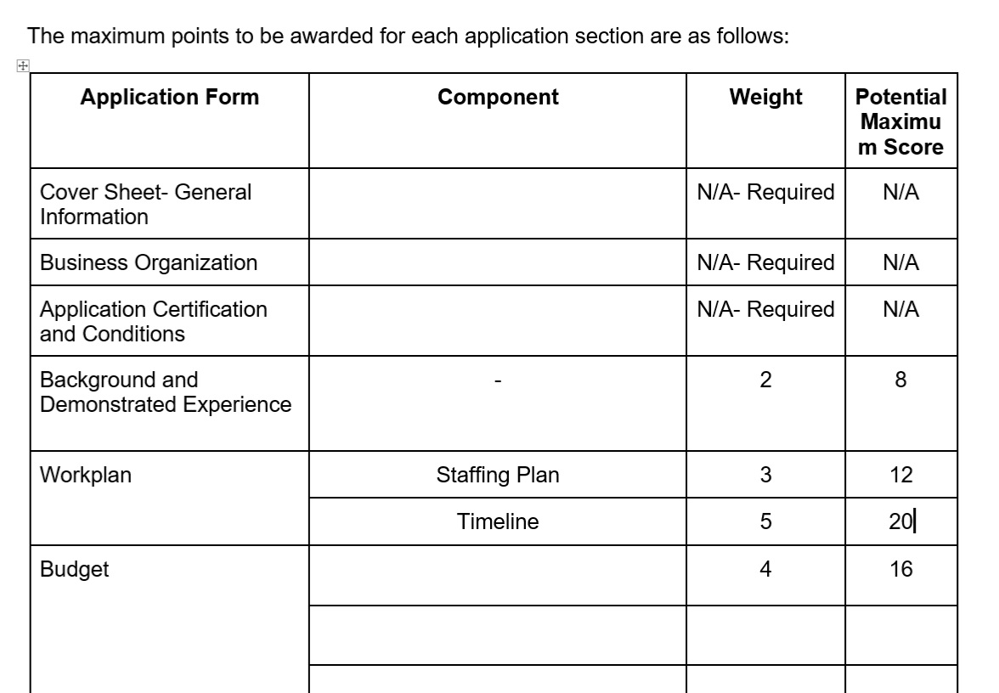 The maximum points to be awarded for each application section are as follows:
Application Form
Component
Weight
Potential
Maximu
m Score
Cover Sheet- General
Information
N/A- Required
N/A
Business Organization
N/A- Required
N/A
Application Certification
and Conditions
N/A- Required
N/A
Background and
Demonstrated Experience
-
2
8
Workplan
Staffing Plan
3
12
Timeline
5
20
Budget
4
16